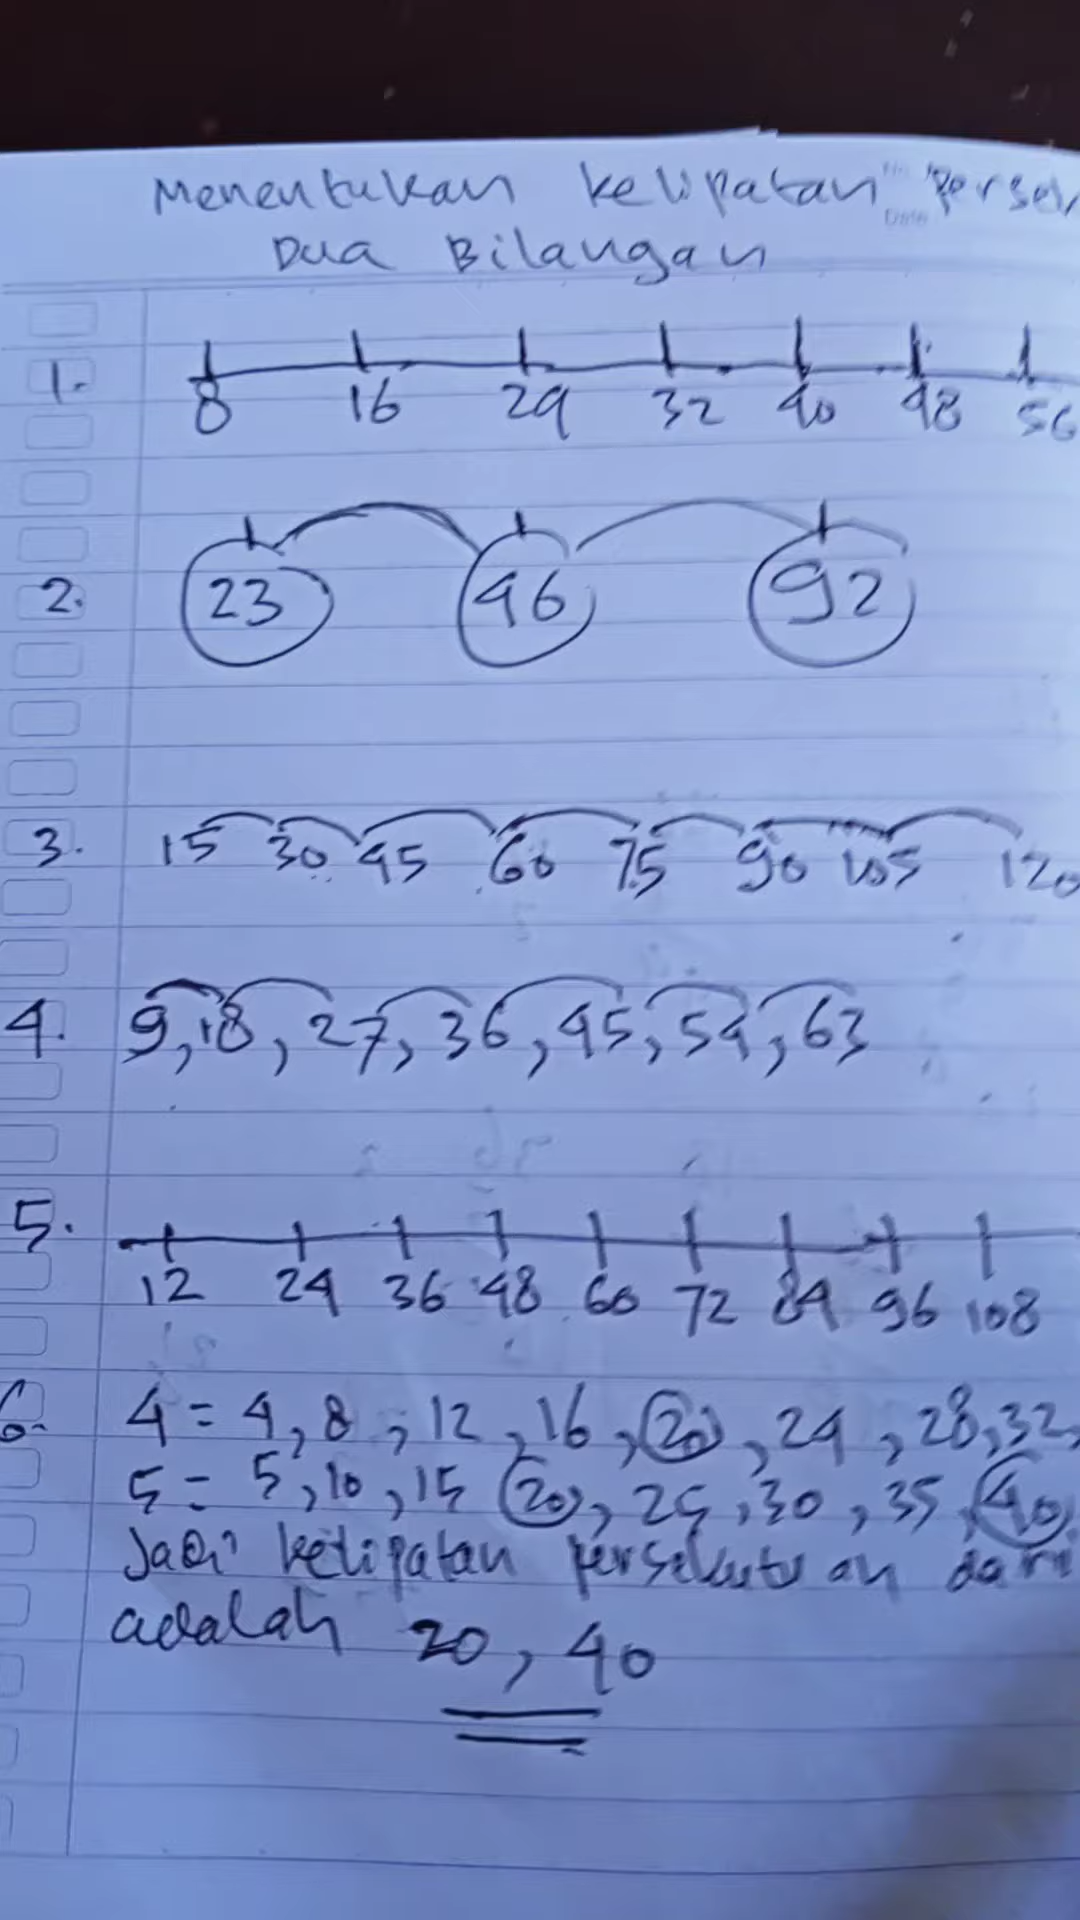 Menentukan kelipatan Perse
Dua Bilangan
1. 8 16 24 32 40 48 56
2. 23 46 92
3. 15 30 45 60 75 90 105 120
4. 9, 18, 27, 36, 45, 54, 63
5. 12 24 36 48 60 72 84 96 108
6. 4 = 4, 8, 12, 16, 20, 24, 28, 32,
5 = 5, 10, 15 20, 25, 30, 35, 40,
Jadi kelipatan persekutuan dari
adalah 20, 40